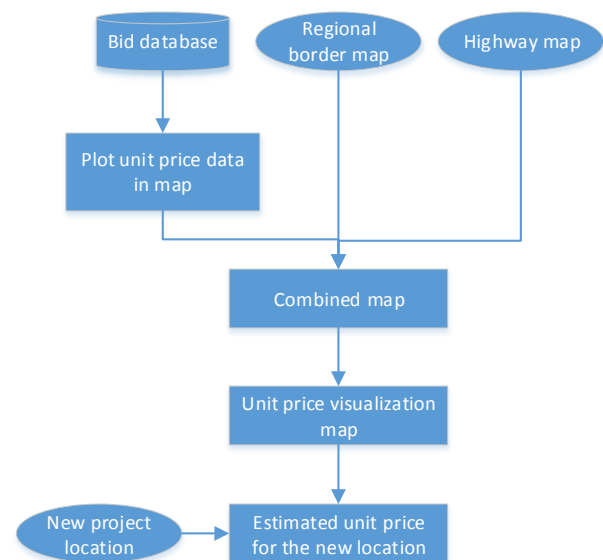 Bid database
Regional
border map
Highway map
Plot unit price data
in map
Combined map
Unit price visualization
map
New project
location
Estimated unit price
for the new location